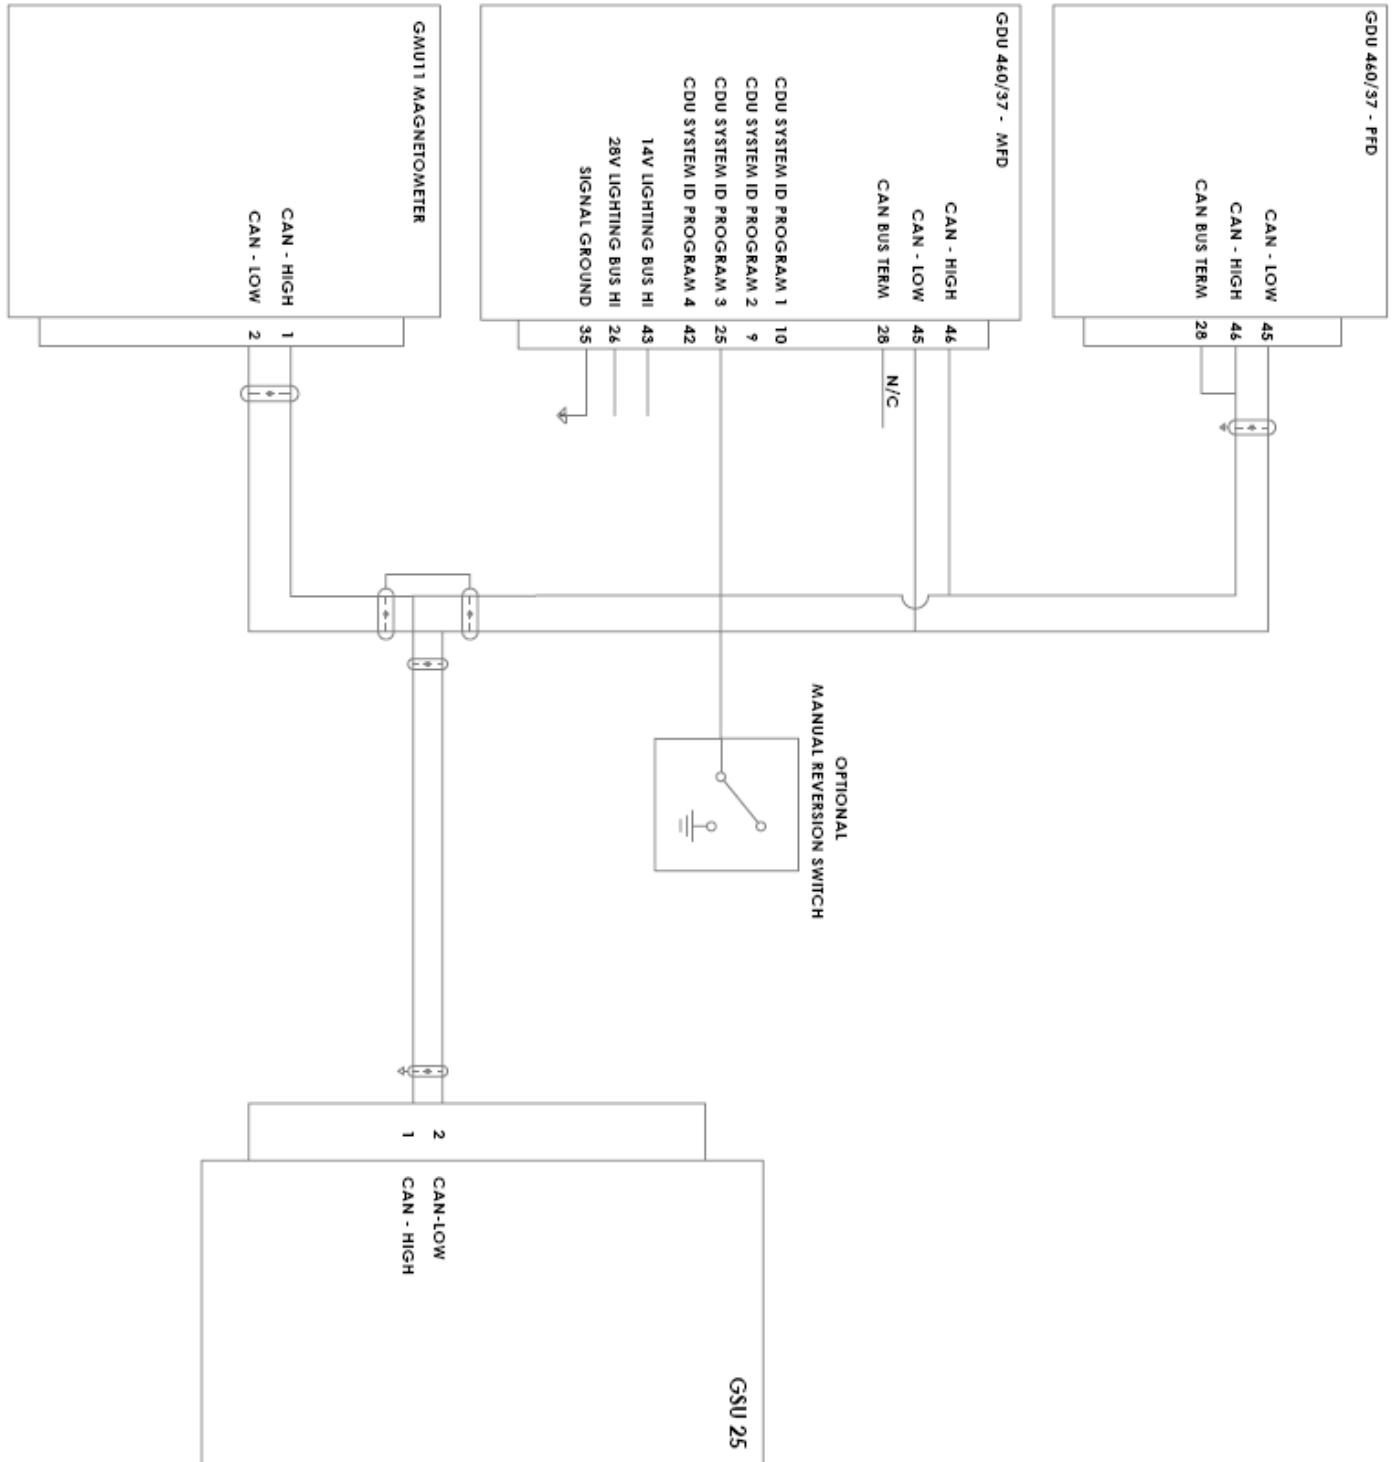 GDU 460/37 - PFD
CAN - LOW
CAN - HIGH
CAN BUS TERM
45
46
28
GDU 460/37 - MFD
CAN - HIGH
CAN - LOW
CAN BUS TERM
CDU SYSTEM ID PROGRAM 1
CDU SYSTEM ID PROGRAM 2
CDU SYSTEM ID PROGRAM 3
CDU SYSTEM ID PROGRAM 4
14V LIGHTING BUS HI
28V LIGHTING BUS HI
SIGNAL GROUND
46
45
28
10
9
25
42
43
26
35
N/C
GMU11 MAGNETOMETER
CAN - HIGH
CAN - LOW
1
2
OPTIONAL
MANUAL REVERSION SWITCH
2
1
CAN-LOW
CAN - HIGH
GSU 25